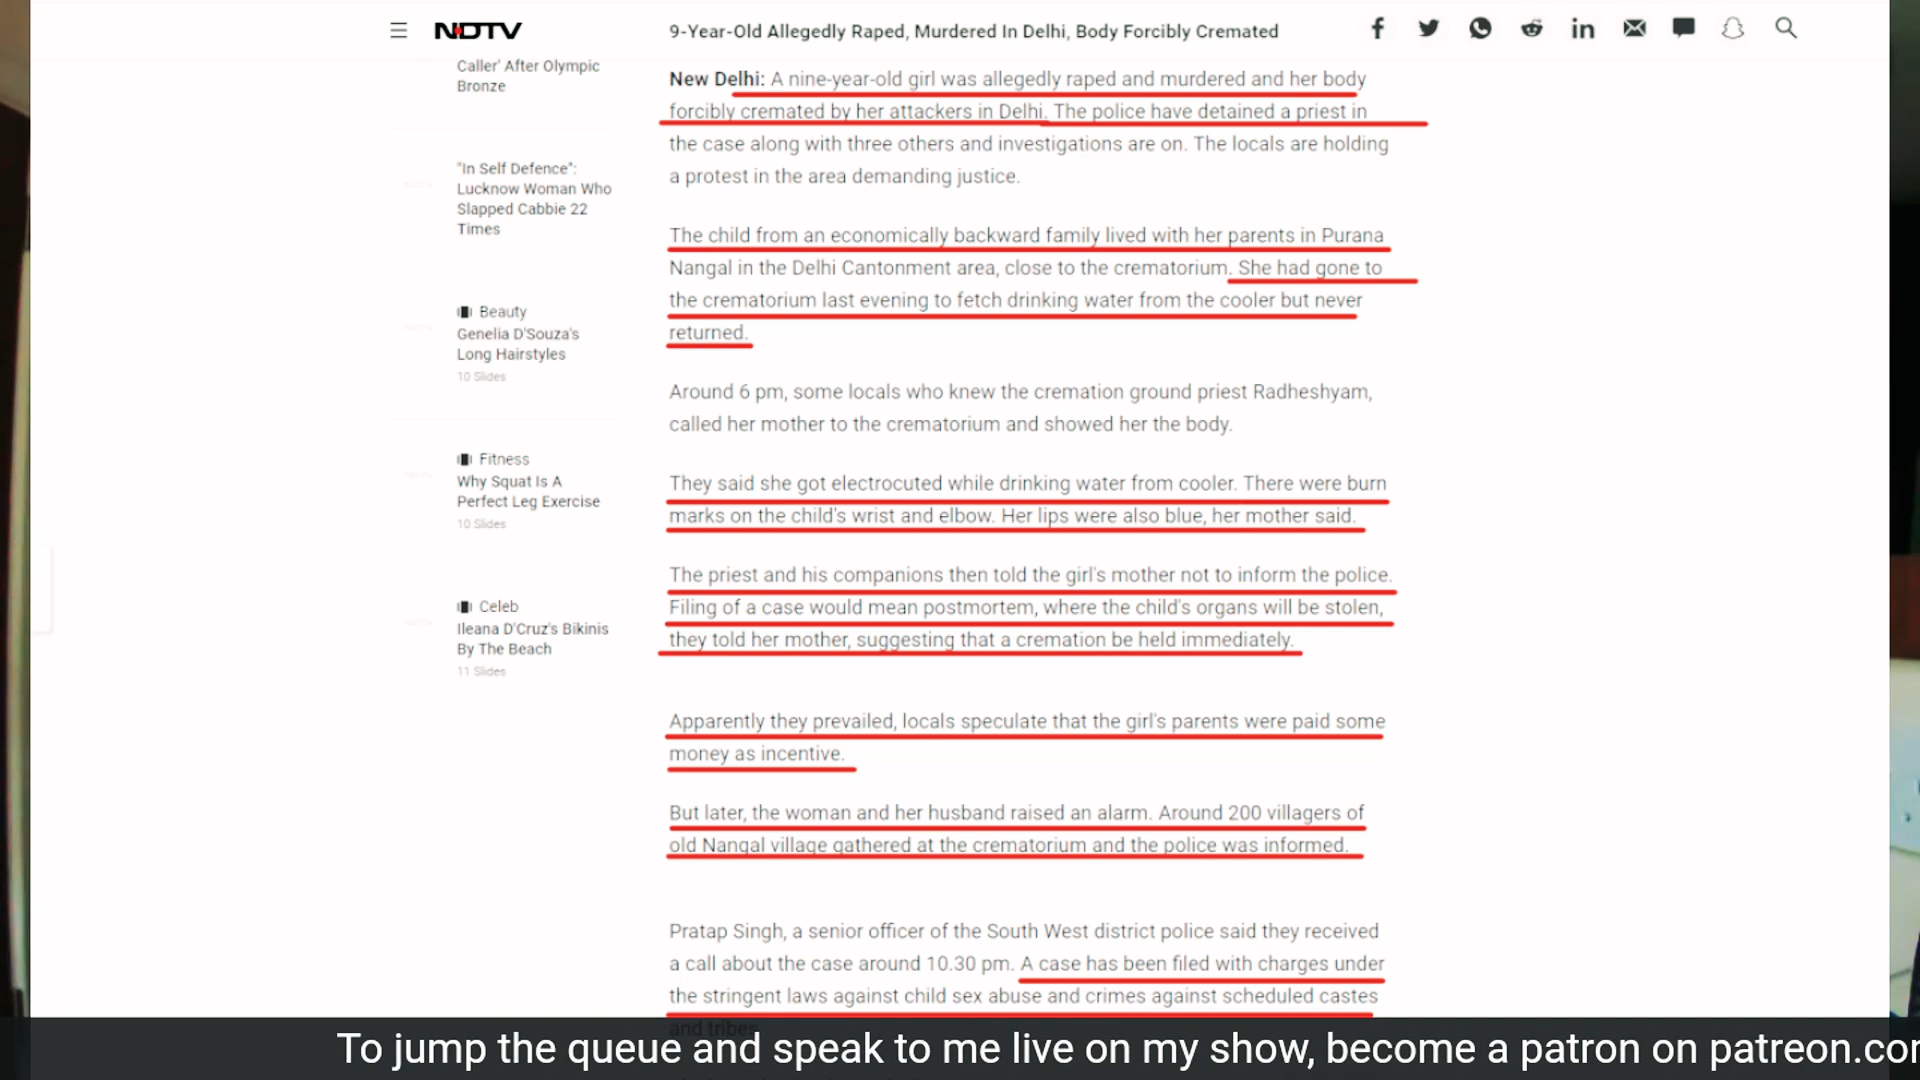 NDTV
9-Year-Old Allegedly Raped, Murdered In Delhi, Body Forcibly Cremated
Caller' After Olympic
Bronze
"In Self Defence":
Lucknow Woman Who
Slapped Cabbie 22
Times
Beauty
Genelia D'Souza's
Long Hairstyles
10 Slides
Fitness
Why Squat Is A
Perfect Leg Exercise
10 Slides
Celeb
Ileana D'Cruz's Bikinis
By The Beach
11 Slides
New Delhi: A nine-year-old girl was allegedly raped and murdered and her body
forcibly cremated by her attackers in Delhi. The police have detained a priest in
the case along with three others and investigations are on. The locals are holding
a protest in the area demanding justice.
The child from an economically backward family lived with her parents in Purana
Nangal in the Delhi Cantonment area, close to the crematorium. She had gone to
the crematorium last evening to fetch drinking water from the cooler but never
returned.
Around 6 pm, some locals who knew the cremation ground priest Radheshyam,
called her mother to the crematorium and showed her the body.
They said she got electrocuted while drinking water from cooler. There were burn
marks on the child's wrist and elbow. Her lips were also blue, her mother said.
The priest and his companions then told the girl's mother not to inform the police.
Filing of a case would mean postmortem, where the child's organs will be stolen,
they told her mother, suggesting that a cremation be held immediately.
Apparently they prevailed, locals speculate that the girl's parents were paid some
money as incentive.
But later, the woman and her husband raised an alarm. Around 200 villagers of
old Nangal village gathered at the crematorium and the police was informed.
Pratap Singh, a senior officer of the South West district police said they received
a call about the case around 10.30 pm. A case has been filed with charges under
the stringent laws against child sex abuse and crimes against scheduled castes
and tribes
To jump the queue and speak to me live on my show, become a patron on patreon.co